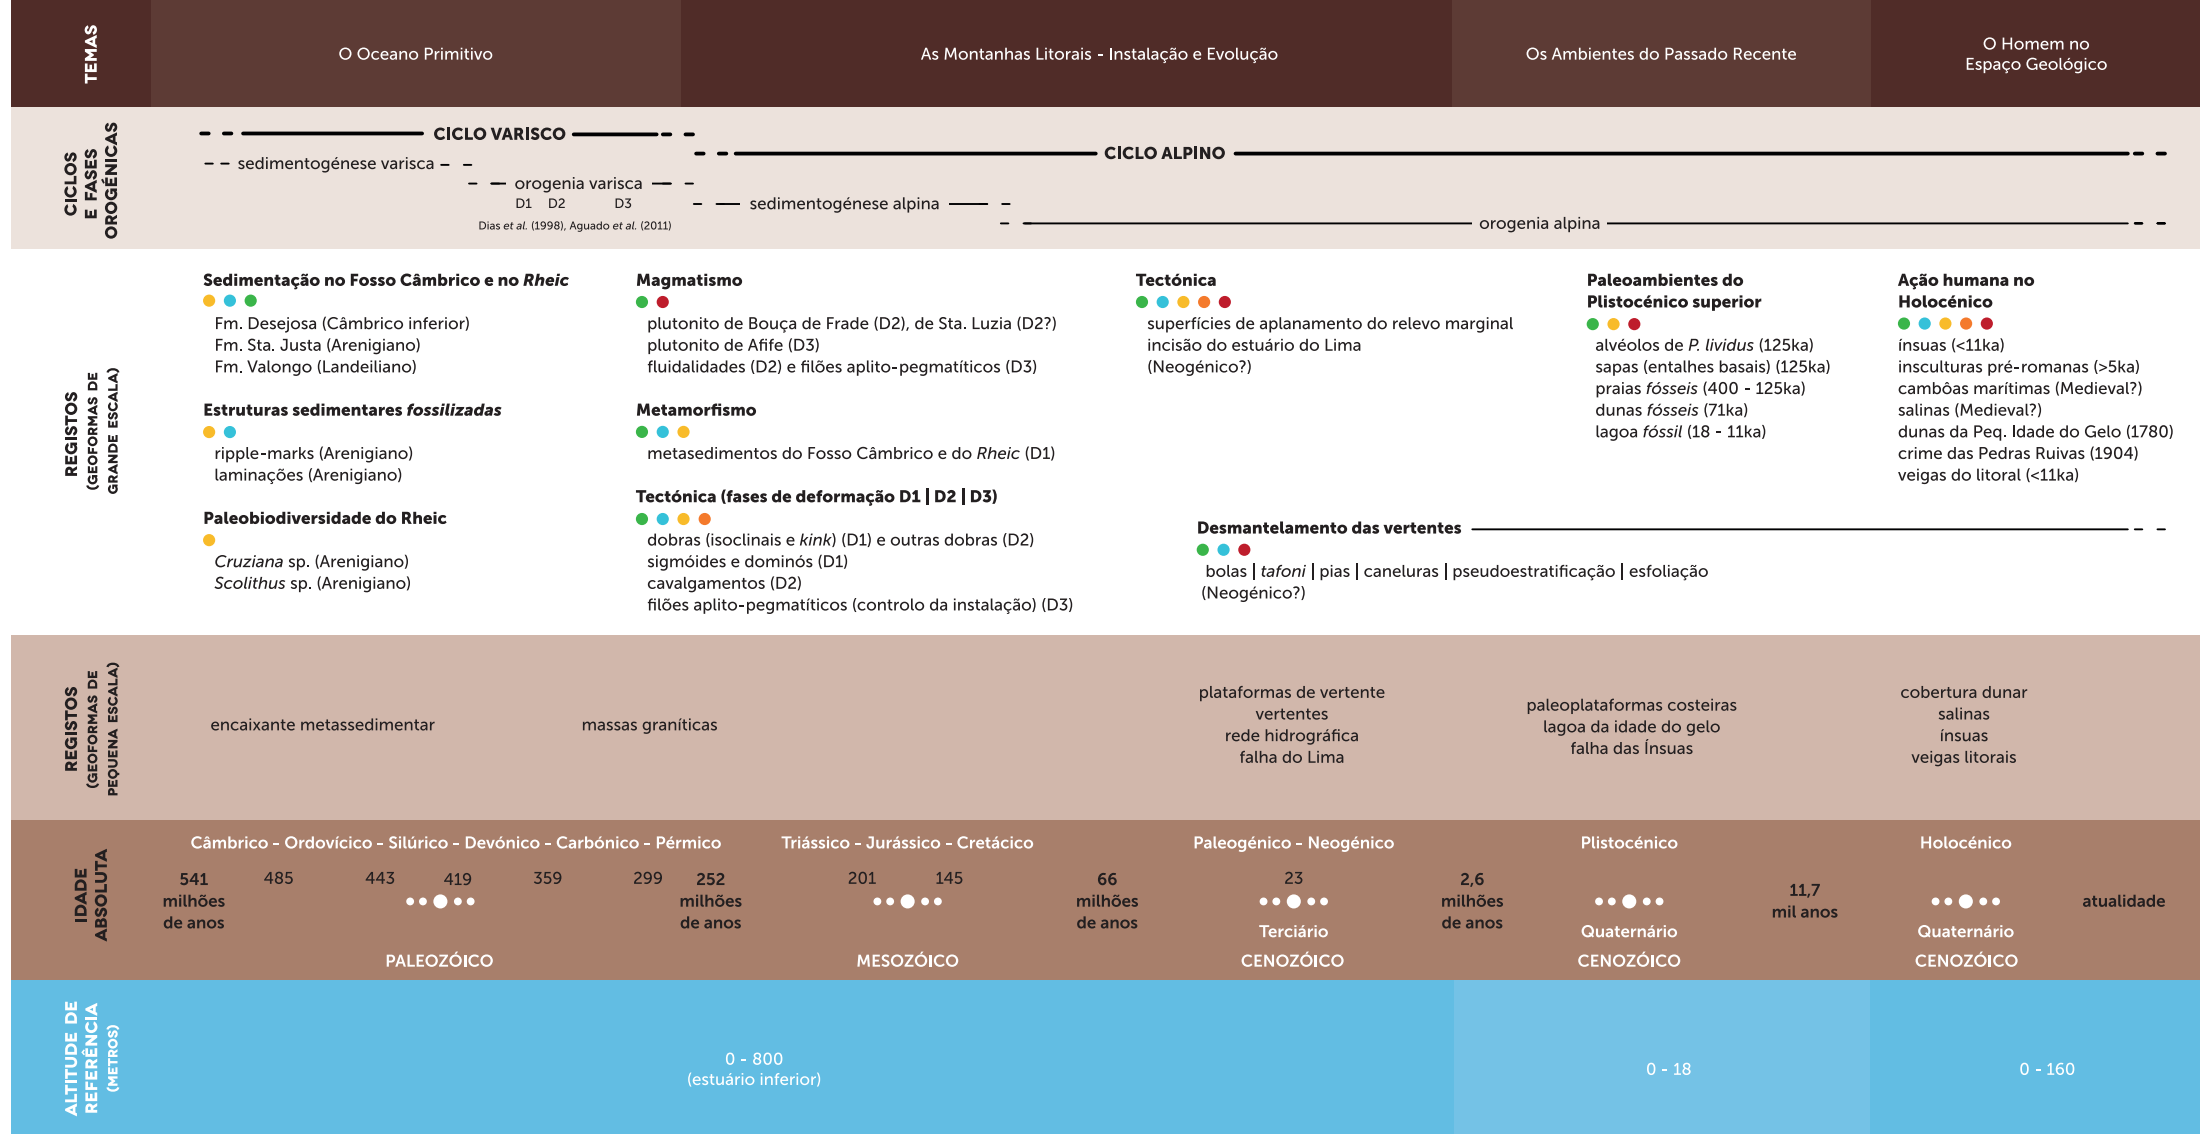 TEMAS
O Oceano Primitivo
As Montanhas Litorais - Instalação e Evolução
Os Ambientes do Passado Recente
O Homem no
Espaço Geológico
CICLOS
E FASES
OROGÉNICAS
CICLO VARISCO
sedimentogénese varisca
orogenia varisca
D1 D2 D3
Dias et al. (1998), Aguado et al. (2011)
CICLO ALPINO
sedimentogénese alpina
orogenia alpina
REGISTOS
(GEOFORMAS DE
GRANDE ESCALA)
Sedimentação no Fosso Câmbrico e no Rheic
Fm. Desejosa (Câmbrico inferior)
Fm. Sta. Justa (Arenigiano)
Fm. Valongo (Landeiliano)
Estruturas sedimentares fossilizadas
ripple-marks (Arenigiano)
laminações (Arenigiano)
Paleobiodiversidade do Rheic
Cruziana sp. (Arenigiano)
Scolithus sp. (Arenigiano)
Magmatismo
plutonito de Bouça de Frade (D2), de Sta. Luzia (D2?)
plutonito de Afife (D3)
fluidalidades (D2) e filões aplito-pegmatíticos (D3)
Metamorfismo
metasedimentos do Fosso Câmbrico e do Rheic (D1)
Tectónica (fases de deformação D1 | D2 | D3)
dobras (isoclinais e kink) (D1) e outras dobras (D2)
sigmóides e dominós (D1)
cavalgamentos (D2)
filões aplito-pegmatíticos (controlo da instalação) (D3)
Tectónica
superfícies de aplanamento do relevo marginal
incisão do estuário do Lima
(Neogénico?)
Desmantelamento das vertentes
bolas | tafoni | pias | caneluras | pseudoestratificação | esfoliação
(Neogénico?)
Paleoambientes do
Plistocénico superior
alvéolos de P. lividus (125ka)
sapas (entalhes basais) (125ka)
praias fósseis (400 - 125ka)
dunas fósseis (71ka)
lagoa fóssil (18 - 11ka)
Ação humana no
Holocénico
ínsuas (<11ka)
insculturas pré-romanas (>5ka)
cambôas marítimas (Medieval?)
salinas (Medieval?)
dunas da Peq. Idade do Gelo (1780)
crime das Pedras Ruivas (1904)
veigas do litoral (<11ka)
REGISTOS
(GEOFORMAS DE
PEQUENA ESCALA)
encaixante metassedimentar
massas graníticas
plataformas de vertente
vertentes
rede hidrográfica
falha do Lima
paleoplataformas costeiras
lagoa da idade do gelo
falha das Ínsuas
cobertura dunar
salinas
ínsuas
veigas litorais
IDADE
ABSOLUTA
Câmbrico - Ordovícico - Silúrico - Devónico - Carbónico - Pérmico
541
milhões
de anos
485
443
419
359
299
252
milhões
de anos
PALEOZÓICO
Triássico - Jurássico - Cretácico
201
145
66
milhões
de anos
MESOZÓICO
Paleogénico - Neogénico
23
Terciário
CENOZÓICO
2,6
milhões
de anos
Plistocénico
Quaternário
CENOZÓICO
11,7
mil anos
Holocénico
Quaternário
CENOZÓICO
atualidade
ALTITUDE DE
REFERÊNCIA
(METROS)
0 - 800
(estuário inferior)
0 - 18
0 - 160